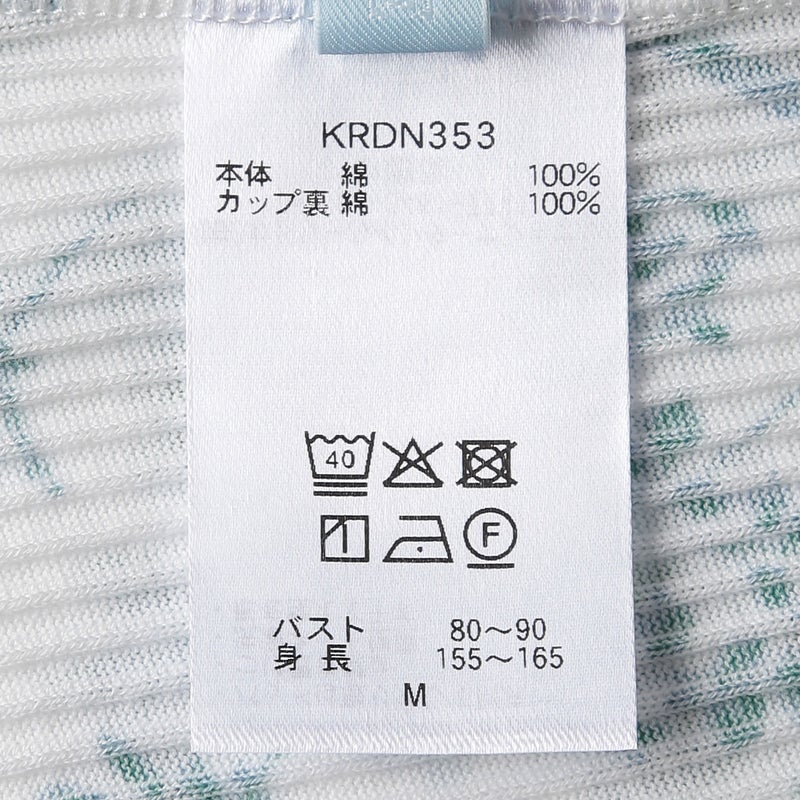 KRDN353
本体 綿 100%
カップ裏 綿 100%
40
F
バスト 80～90
身長 155～165
M